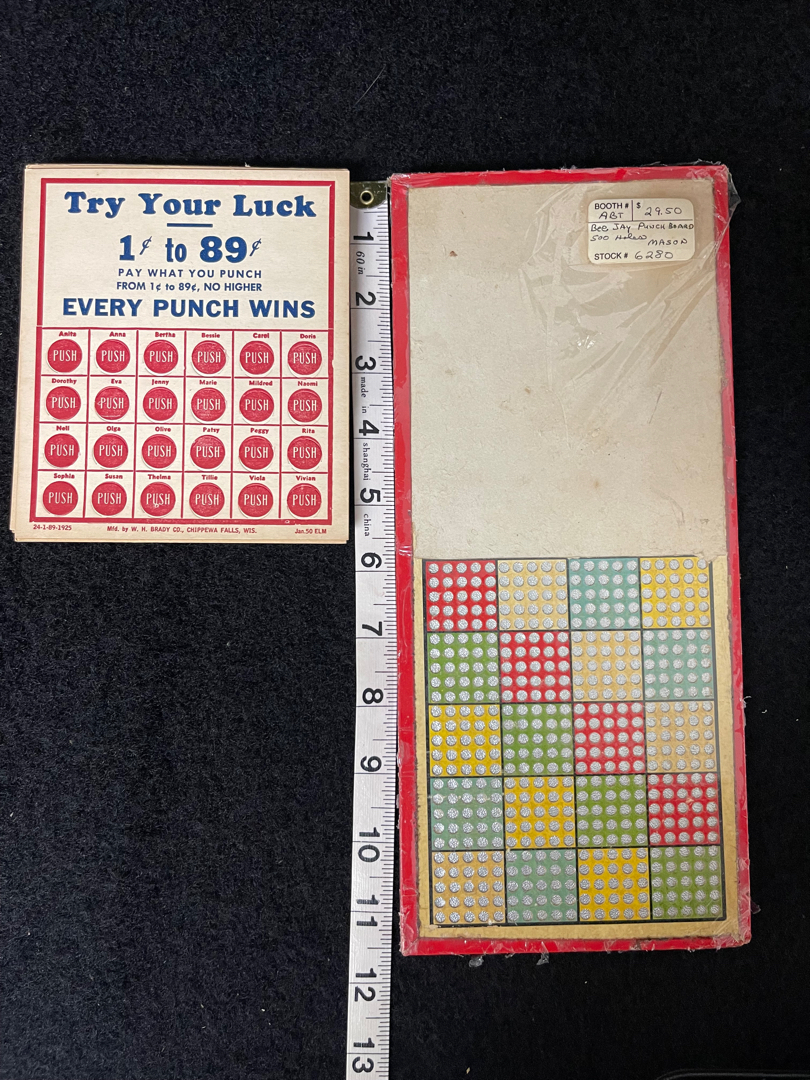 Try Your Luck
1¢ to 89¢
PAY WHAT YOU PUNCH
FROM 1¢ to 89¢, NO HIGHER
EVERY PUNCH WINS
Anita Anna Bertha Bessie Carol Doris
PUSH PUSH PUSH PUSH PUSH PUSH
Dorothy Eva Jenny Marie Mildred Naomi
PUSH PUSH PUSH PUSH PUSH PUSH
Nell Olga Olive Patsy Peggy Rita
PUSH PUSH PUSH PUSH PUSH PUSH
Sophia Susan Thelma Tillie Viola Vivian
PUSH PUSH PUSH PUSH PUSH PUSH
24-1-89-1925 Mfd. by W. H. BRADY CO., CHIPPEWA FALLS, WIS. Jan.50 ELM
1
60 in
2
3
made in
4
shanghai
5
china
6
7
8
9
10
11
12
13
BOOTH # $ 29.50
ABT
Bee Jay Punch Board
500 Holes
MASON
STOCK # 6280